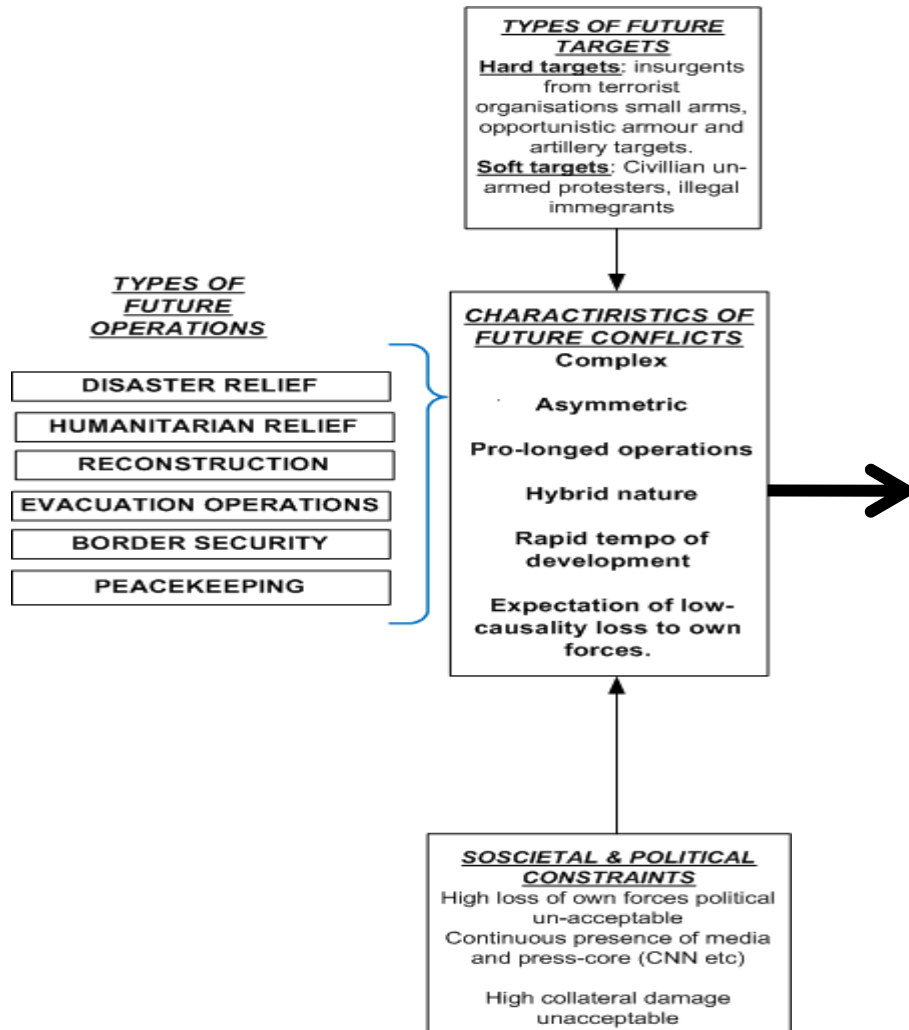 TYPES OF FUTURE
TARGETS
Hard targets: insurgents
from terrorist
organisations small arms,
opportunistic armour and
artillery targets.
Soft targets: Civillian un-
armed protesters, illegal
immegrants
TYPES OF
FUTURE
OPERATIONS
DISASTER RELIEF
HUMANITARIAN RELIEF
RECONSTRUCTION
EVACUATION OPERATIONS
BORDER SECURITY
PEACEKEEPING
CHARACTIRISTICS OF
FUTURE CONFLICTS
Complex
Asymmetric
Pro-longed operations
Hybrid nature
Rapid tempo of
development
Expectation of low-
causality loss to own
forces.
SOSCIETAL & POLITICAL
CONSTRAINTS
High loss of own forces political
un-acceptable
Continuous presence of media
and press-core (CNN etc)
High collateral damage
unacceptable